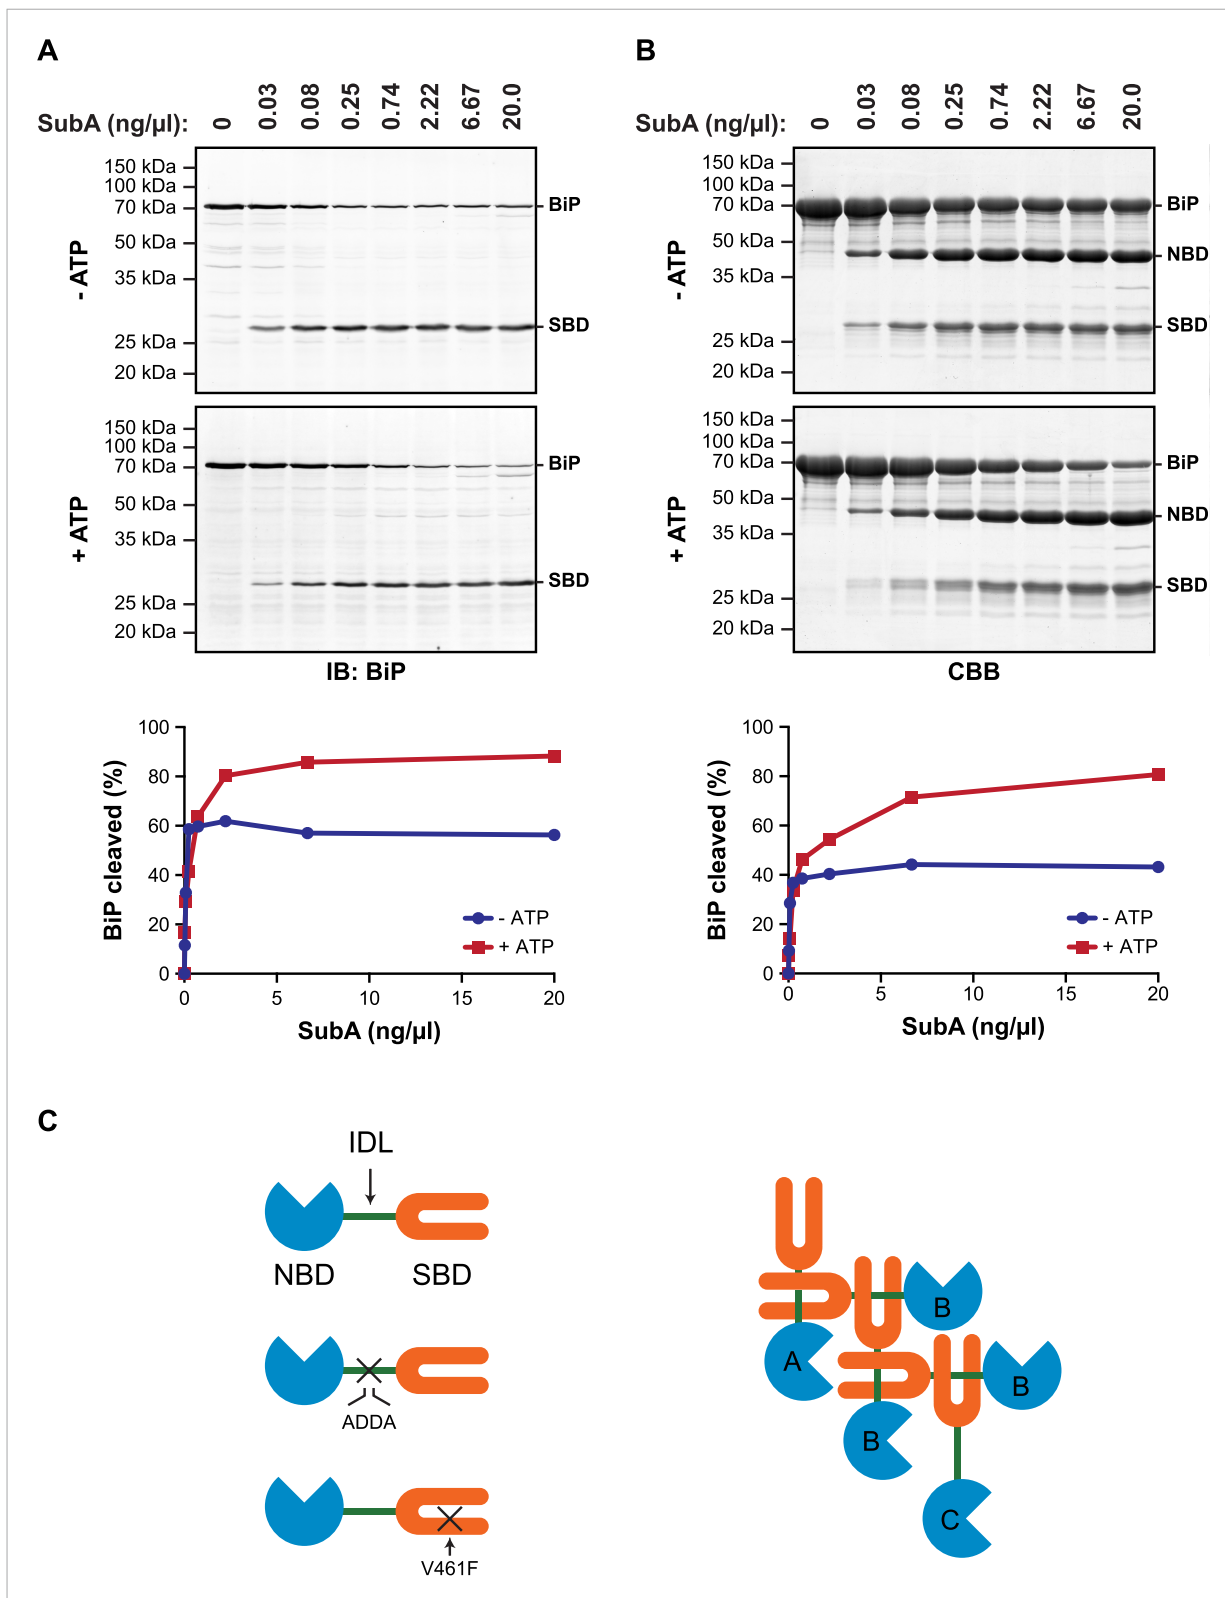 A
SubA (ng/µl): 0 0.03 0.08 0.25 0.74 2.22 6.67 20.0
- ATP
150 kDa
100 kDa
70 kDa
50 kDa
35 kDa
25 kDa
20 kDa
BiP
SBD
+ ATP
150 kDa
100 kDa
70 kDa
50 kDa
35 kDa
25 kDa
20 kDa
BiP
SBD
IB: BiP
BiP cleaved (%)
100
80
60
40
20
0
0 5 10 15 20
- ATP
+ ATP
SubA (ng/µl)
B
SubA (ng/µl): 0 0.03 0.08 0.25 0.74 2.22 6.67 20.0
- ATP
150 kDa
100 kDa
70 kDa
50 kDa
35 kDa
25 kDa
20 kDa
BiP
NBD
SBD
+ ATP
150 kDa
100 kDa
70 kDa
50 kDa
35 kDa
25 kDa
20 kDa
BiP
NBD
SBD
CBB
BiP cleaved (%)
100
80
60
40
20
0
0 5 10 15 20
- ATP
+ ATP
SubA (ng/µl)
C
IDL
NBD SBD
ADDA
V461F
B
A
B
B
C